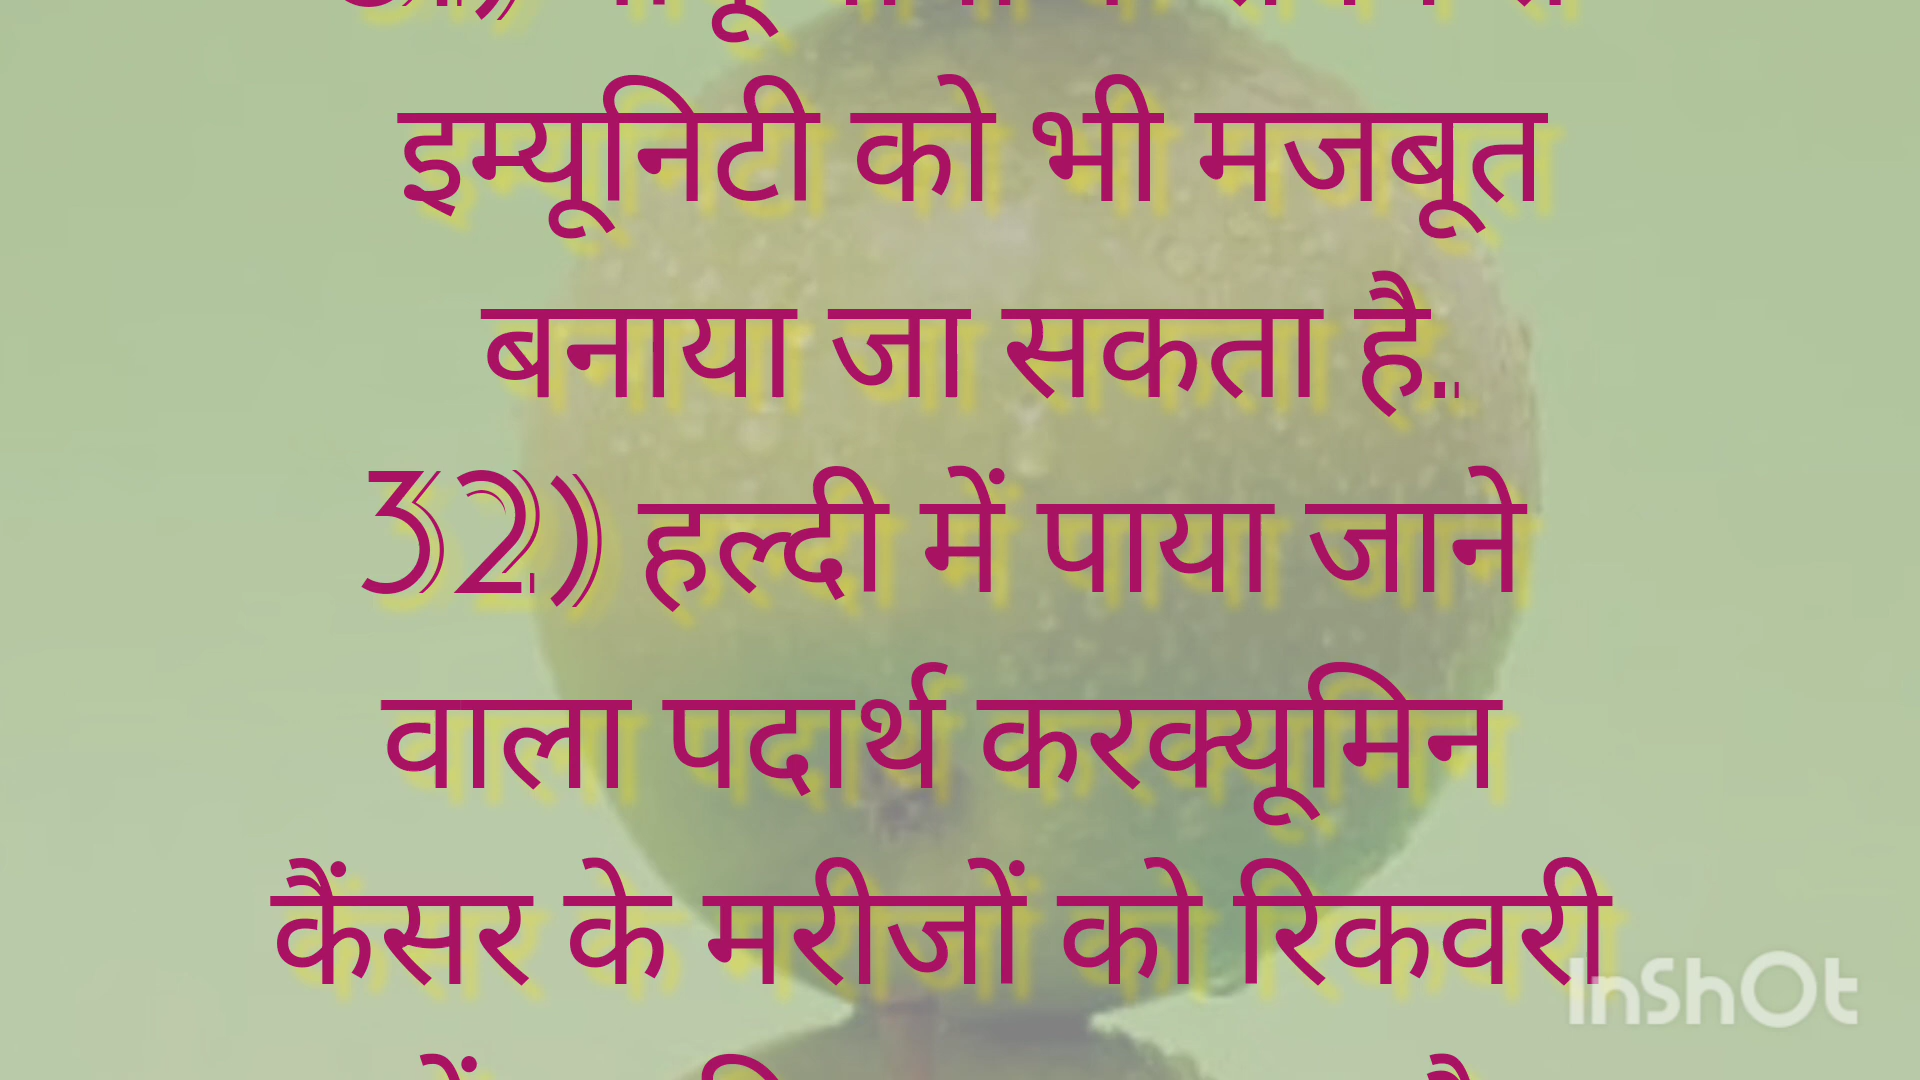 इम्यूनिटी को भी मजबूत
बनाया जा सकता है..
32.) हल्दी में पाया जाने
वाला पदार्थ करक्यूमिन
कैंसर के मरीजों को रिकवरी
InShOt